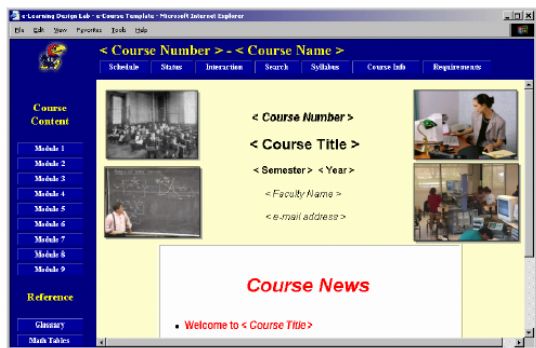 e-Learning Design Lab - e-Course Template - Microsoft Internet Explorer
File Edit View Favorites Tools Help
< Course Number > - < Course Name >
Schedule Status Interaction Search Syllabus Course Info Requirements
Course
Content
Module 1
Module 2
Module 3
Module 4
Module 5
Module 6
Module 7
Module 8
Module 9
Reference
Glossary
Math Tables
< Course Number >
< Course Title >
< Semester > < Year >
< Faculty Name >
< e-mail address >
Course News
• Welcome to < Course Title >